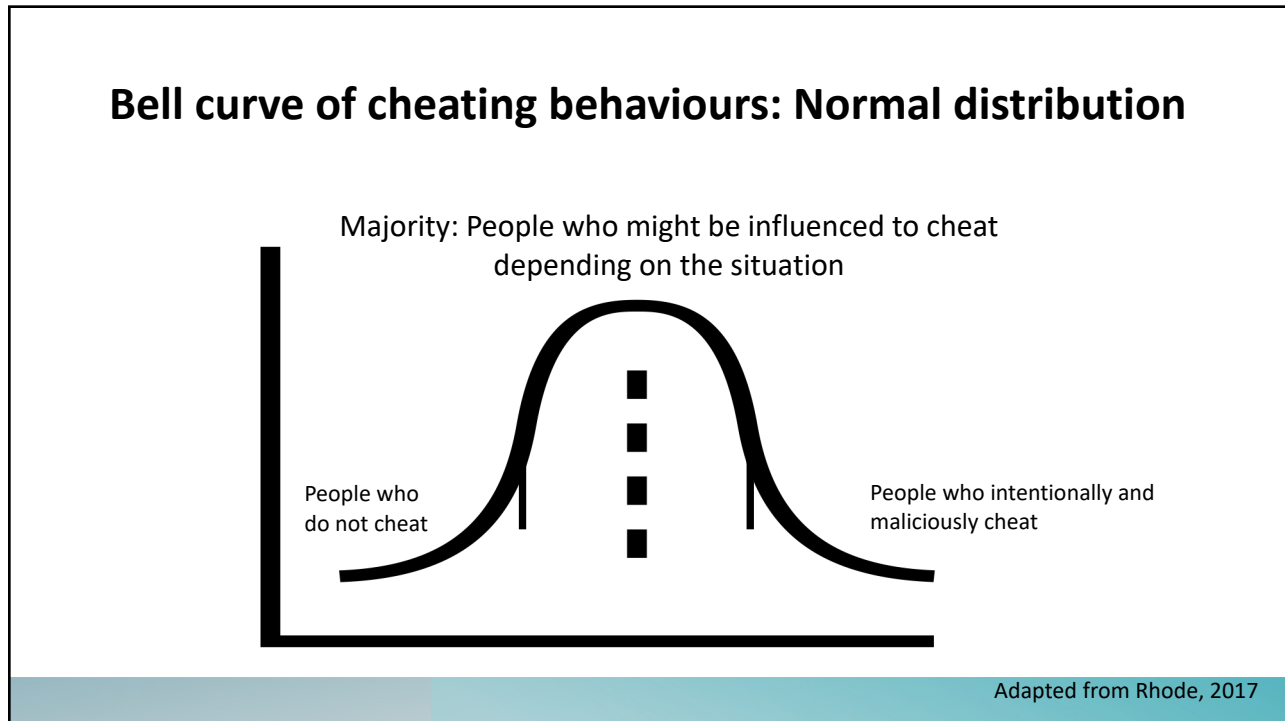 Bell curve of cheating behaviours: Normal distribution
Majority: People who might be influenced to cheat
depending on the situation
People who
do not cheat
People who intentionally and
maliciously cheat
Adapted from Rhode, 2017